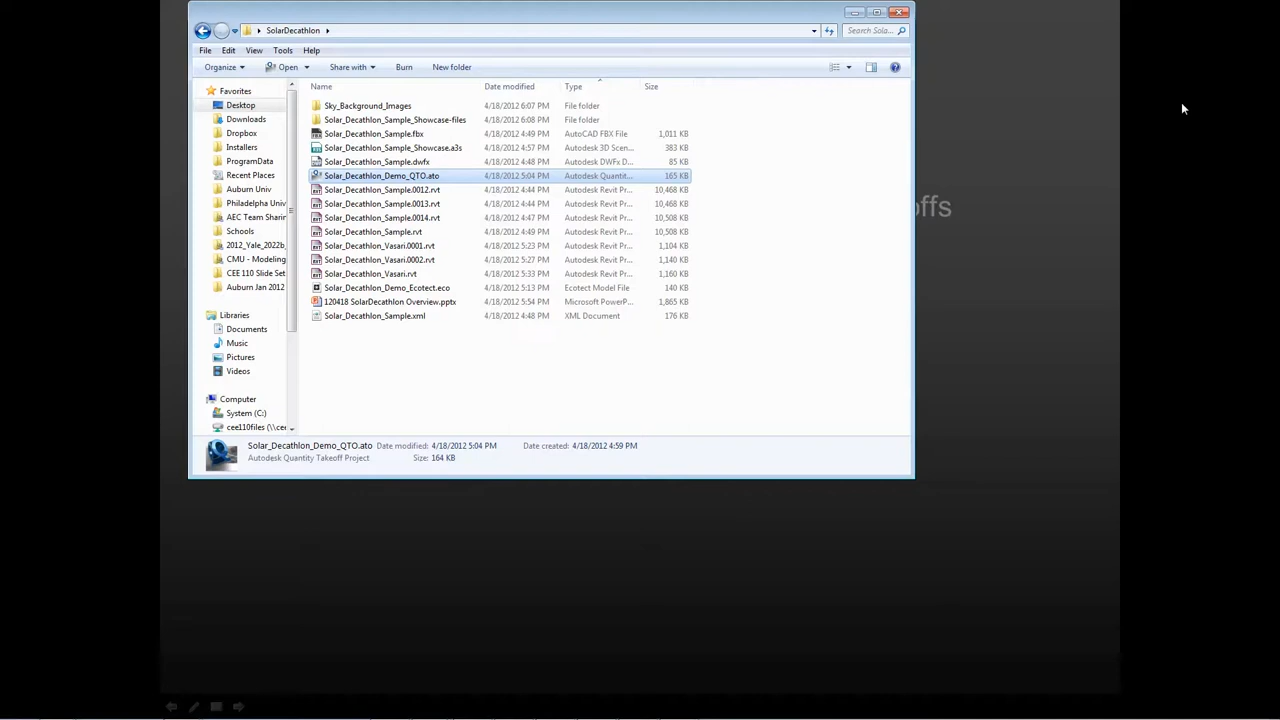 SolarDecathlon
Search Sola...
File Edit View Tools Help
Organize Open Share with Burn New folder
Name Date modified Type Size
Favorites
Desktop
Downloads
Dropbox
Installers
ProgramData
Recent Places
Auburn Univ
Philadelpha Univ
AEC Team Sharin
Schools
2012_Yale_2022b_
CMU - Modeling
CEE 110 Slide Set
Auburn Jan 2012
Libraries
Documents
Music
Pictures
Videos
Computer
System (C:)
cee110files (\\cee
Sky_Background_Images 4/18/2012 6:07 PM File folder
Solar_Decathlon_Sample_Showcase-files 4/18/2012 6:08 PM File folder
Solar_Decathlon_Sample.fbx 4/18/2012 4:49 PM AutoCAD FBX File 1,011 KB
Solar_Decathlon_Sample_Showcase.a3s 4/18/2012 4:57 PM Autodesk 3D Scen... 383 KB
Solar_Decathlon_Sample.dwfx 4/18/2012 4:49 PM Autodesk DWFx D... 85 KB
Solar_Decathlon_Demo_QTO.ato 4/18/2012 5:04 PM Autodesk Quantit... 165 KB
Solar_Decathlon_Sample.0012.rvt 4/18/2012 4:44 PM Autodesk Revit Pr... 10,468 KB
Solar_Decathlon_Sample.0013.rvt 4/18/2012 4:44 PM Autodesk Revit Pr... 10,468 KB
Solar_Decathlon_Sample.0014.rvt 4/18/2012 4:47 PM Autodesk Revit Pr... 10,508 KB
Solar_Decathlon_Sample.rvt 4/18/2012 4:49 PM Autodesk Revit Pr... 10,508 KB
Solar_Decathlon_Vasari.0001.rvt 4/18/2012 5:23 PM Autodesk Revit Pr... 1,104 KB
Solar_Decathlon_Vasari.0002.rvt 4/18/2012 5:27 PM Autodesk Revit Pr... 1,140 KB
Solar_Decathlon_Vasari.rvt 4/18/2012 5:33 PM Autodesk Revit Pr... 1,160 KB
Solar_Decathlon_Demo_Ecotect.eco 4/18/2012 5:13 PM Ecotect Model File 140 KB
120418 SolarDecathlon Overview.pptx 4/18/2012 5:54 PM Microsoft PowerP... 1,865 KB
Solar_Decathlon_Sample.xml 4/18/2012 4:48 PM XML Document 176 KB
offs
Solar_Decathlon_Demo_QTO.ato Date modified: 4/18/2012 5:04 PM Date created: 4/18/2012 4:59 PM
Autodesk Quantity Takeoff Project Size: 164 KB